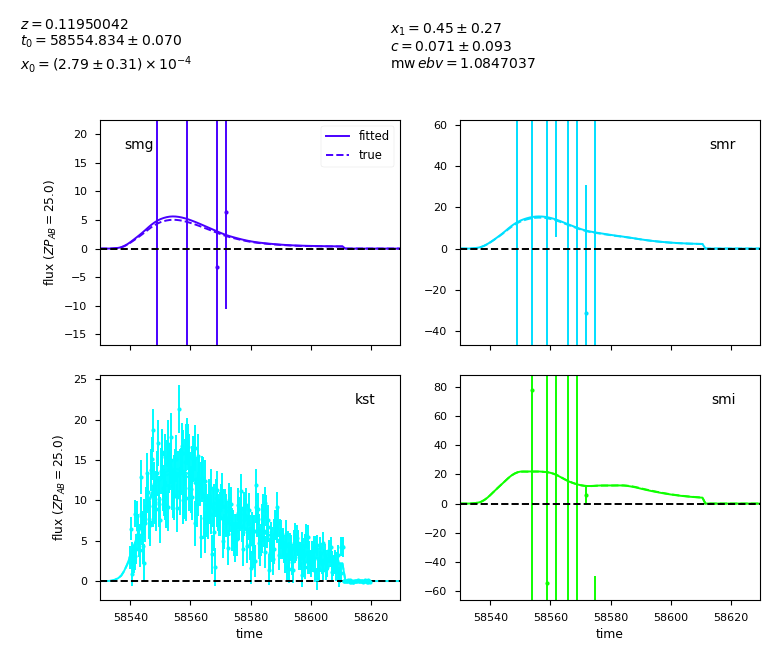 z = 0.11950042
t₀ = 58554.834 ± 0.070
x₀ = (2.79 ± 0.31) × 10⁻⁴
x₁ = 0.45 ± 0.27
c = 0.071 ± 0.093
mw ebv = 1.0847037
smg
fitted
true
20
15
10
5
0
−5
−10
−15
flux (ZP_AB = 25.0)
smr
60
40
20
0
−20
−40
kst
25
20
15
10
5
0
flux (ZP_AB = 25.0)
58540 58560 58580 58600 58620
time
smi
80
60
40
20
0
−20
−40
−60
58540 58560 58580 58600 58620
time